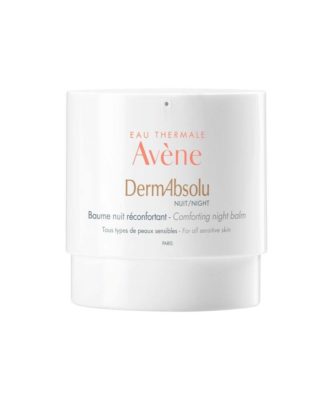 EAU THERMALE
Avène
DermAbsolu
NUIT/NIGHT
Baume nuit réconfortant - Comforting night balm
Tous types de peaux sensibles - For all sensitive skin
PARIS